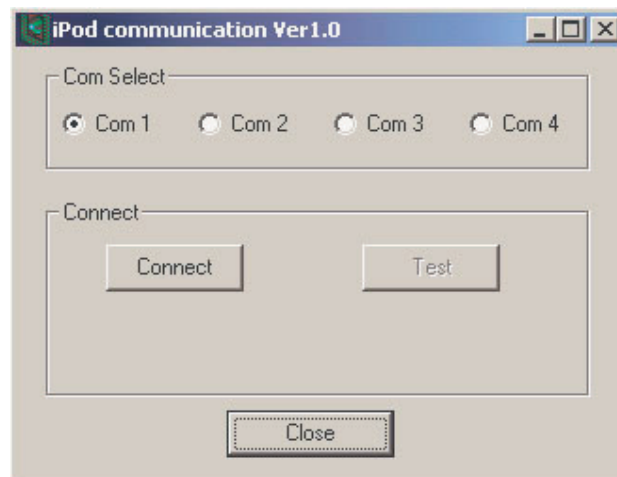 iPod communication Ver1.0
Com Select
Com 1 Com 2 Com 3 Com 4
Connect
Connect Test
Close